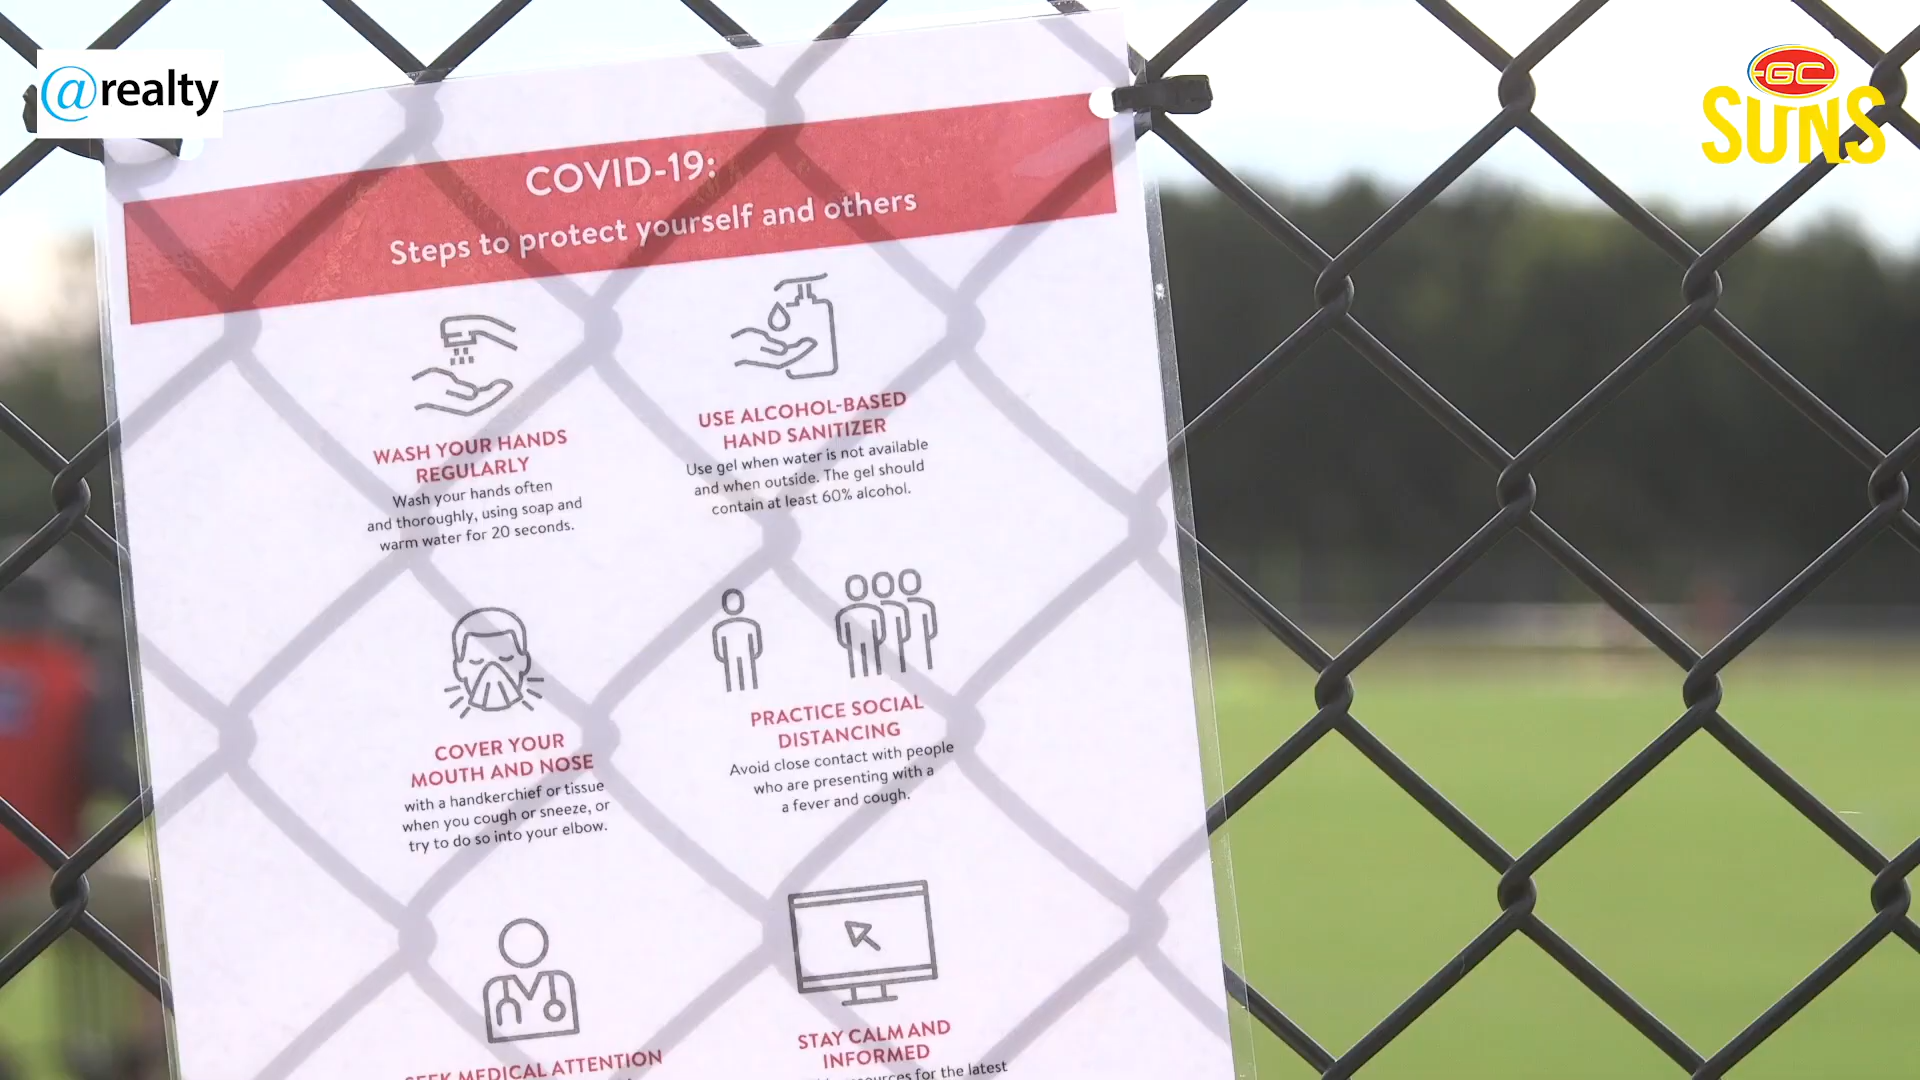 @realty
GC
SUNS
COVID-19:
Steps to protect yourself and others
WASH YOUR HANDS
REGULARLY
Wash your hands often
and thoroughly, using soap and
warm water for 20 seconds.
USE ALCOHOL-BASED
HAND SANITIZER
Use gel when water is not available
and when outside. The gel should
contain at least 60% alcohol.
COVER YOUR
MOUTH AND NOSE
with a handkerchief or tissue
when you cough or sneeze, or
try to do so into your elbow.
PRACTICE SOCIAL
DISTANCING
Avoid close contact with people
who are presenting with a
a fever and cough.
SEEK MEDICAL ATTENTION
STAY CALM AND
INFORMED
for the latest